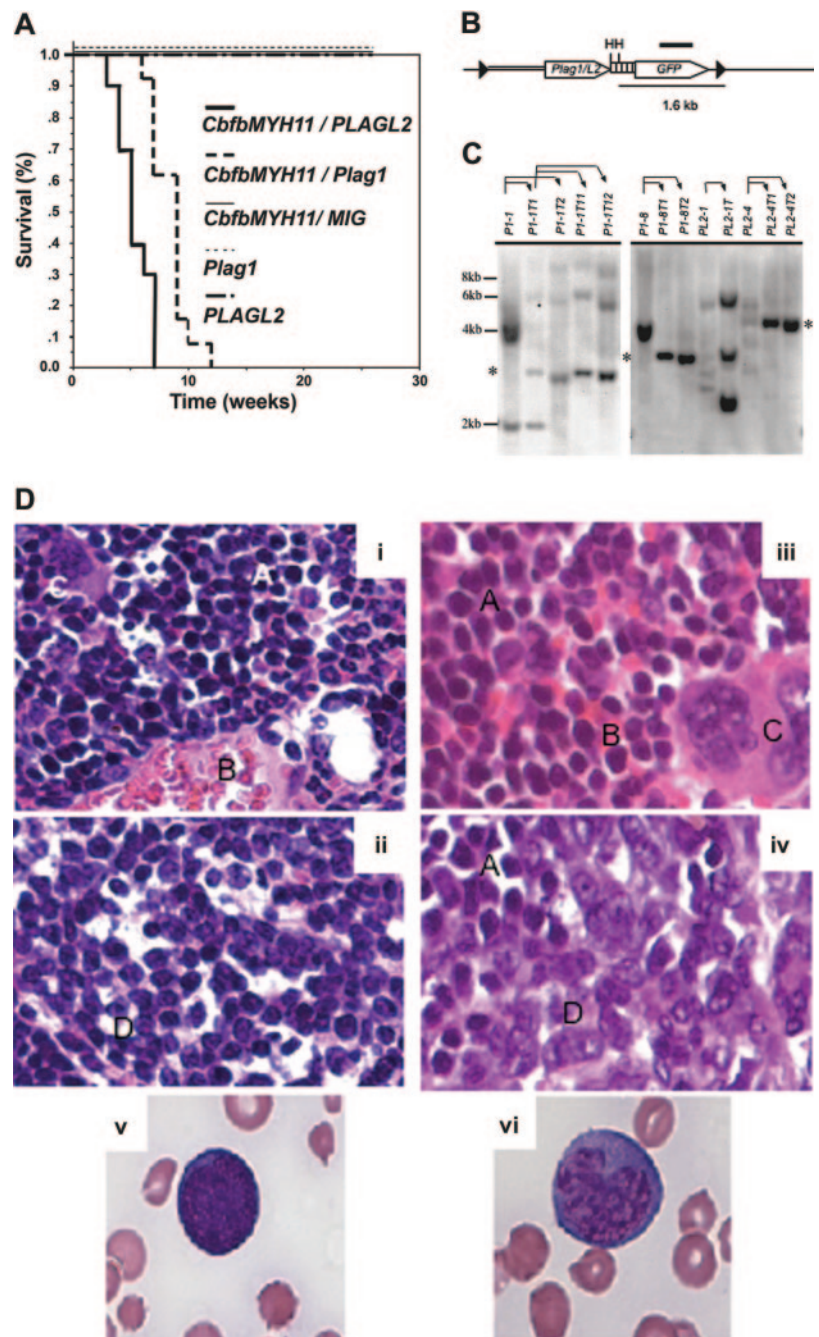 A
Survival (%)
1.0
.9
.8
.7
.6
.5
.4
.3
.2
.1
0.0
0
10
20
30
Time (weeks)
CbfbMYH11 / PLAGL2
CbfbMYH11 / Plag1
CbfbMYH11/ MIG
Plag1
PLAGL2
B
HH
Plag1/L2
GFP
1.6 kb
C
P1-1
P1-1T1
P1-1T2
P1-1T11
P1-1T12
P1-8
P1-8T1
P1-8T2
PL2-1
PL2-1T
PL2-4
PL2-4T1
PL2-4T2
8kb
6kb
4kb
2kb
*
*
*
D
i
C
A
B
iii
A
B
C
ii
D
iv
A
D
v
vi